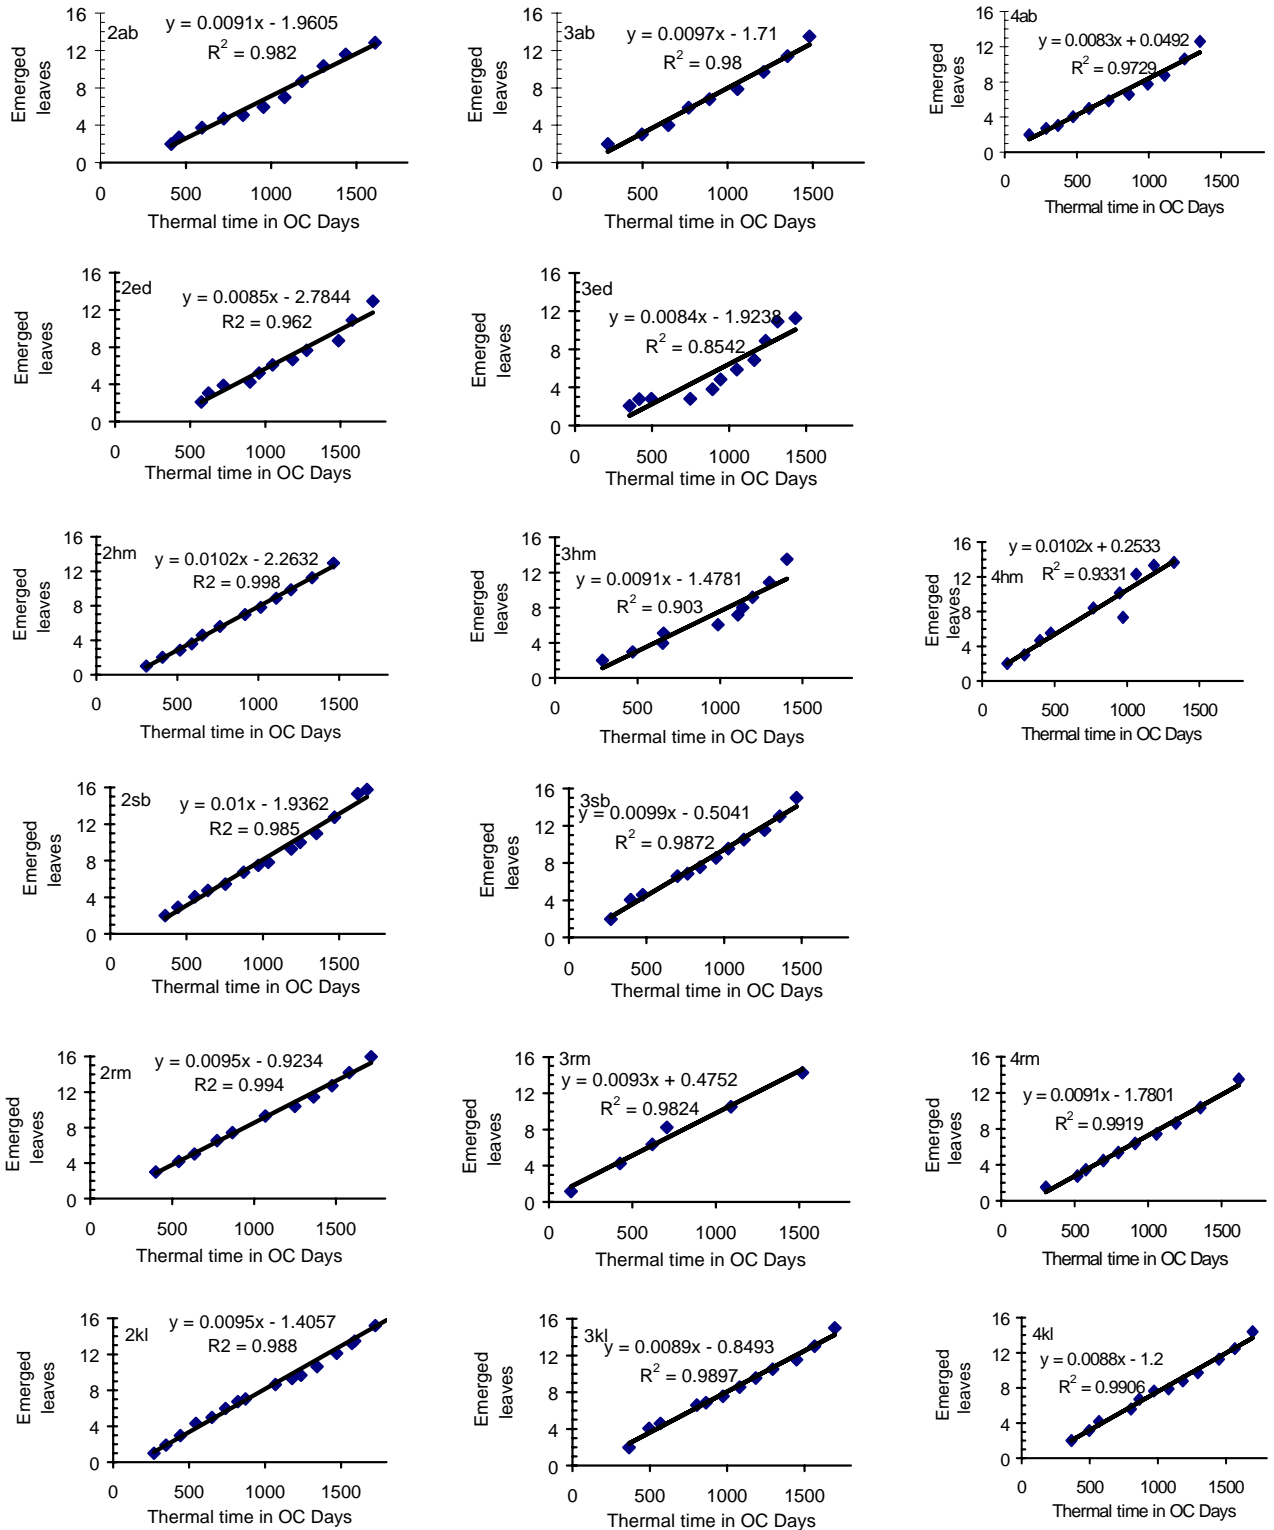 2ab
y = 0.0091x - 1.9605
R2 = 0.982
Emerged
leaves
16
12
8
4
0
0 500 1000 1500
Thermal time in OC Days
3ab
y = 0.0097x - 1.71
R2 = 0.98
Emerged
leaves
16
12
8
4
0
0 500 1000 1500
Thermal time in OC Days
4ab
y = 0.0083x + 0.0492
R2 = 0.9729
Emerged
leaves
16
12
8
4
0
0 500 1000 1500
Thermal time in OC Days
2ed
y = 0.0085x - 2.7844
R2 = 0.962
Emerged
leaves
16
12
8
4
0
0 500 1000 1500
Thermal time in OC Days
3ed
y = 0.0084x - 1.9238
R2 = 0.8542
Emerged
leaves
16
12
8
4
0
0 500 1000 1500
Thermal time in OC Days
2hm
y = 0.0102x - 2.2632
R2 = 0.998
Emerged
leaves
16
12
8
4
0
0 500 1000 1500
Thermal time in OC Days
3hm
y = 0.0091x - 1.4781
R2 = 0.903
Emerged
leaves
16
12
8
4
0
0 500 1000 1500
Thermal time in OC Days
y = 0.0102x + 0.2533
4hm
R2 = 0.9331
Emerged
leaves
16
12
8
4
0
0 500 1000 1500
Thermal time in OC Days
2sb
y = 0.01x - 1.9362
R2 = 0.985
Emerged
leaves
16
12
8
4
0
0 500 1000 1500
Thermal time in OC Days
3sb
y = 0.0099x - 0.5041
R2 = 0.9872
Emerged
leaves
16
12
8
4
0
0 500 1000 1500
Thermal time in OC Days
2rm
y = 0.0095x - 0.9234
R2 = 0.994
Emerged
leaves
16
12
8
4
0
0 500 1000 1500
Thermal time in OC Days
3rm
y = 0.0093x + 0.4752
R2 = 0.9824
Emerged
leaves
16
12
8
4
0
0 500 1000 1500
Thermal time in OC Days
4rm
y = 0.0091x - 1.7801
R2 = 0.9919
Emerged
leaves
16
12
8
4
0
0 500 1000 1500
Thermal time in OC Days
2kl
y = 0.0095x - 1.4057
R2 = 0.988
Emerged
leaves
16
12
8
4
0
0 500 1000 1500
Thermal time in OC Days
3kl
y = 0.0089x - 0.8493
R2 = 0.9897
Emerged
leaves
16
12
8
4
0
0 500 1000 1500
Thermal time in OC Days
4kl
y = 0.0088x - 1.2
R2 = 0.9906
Emerged
leaves
16
12
8
4
0
0 500 1000 1500
Thermal time in OC Days